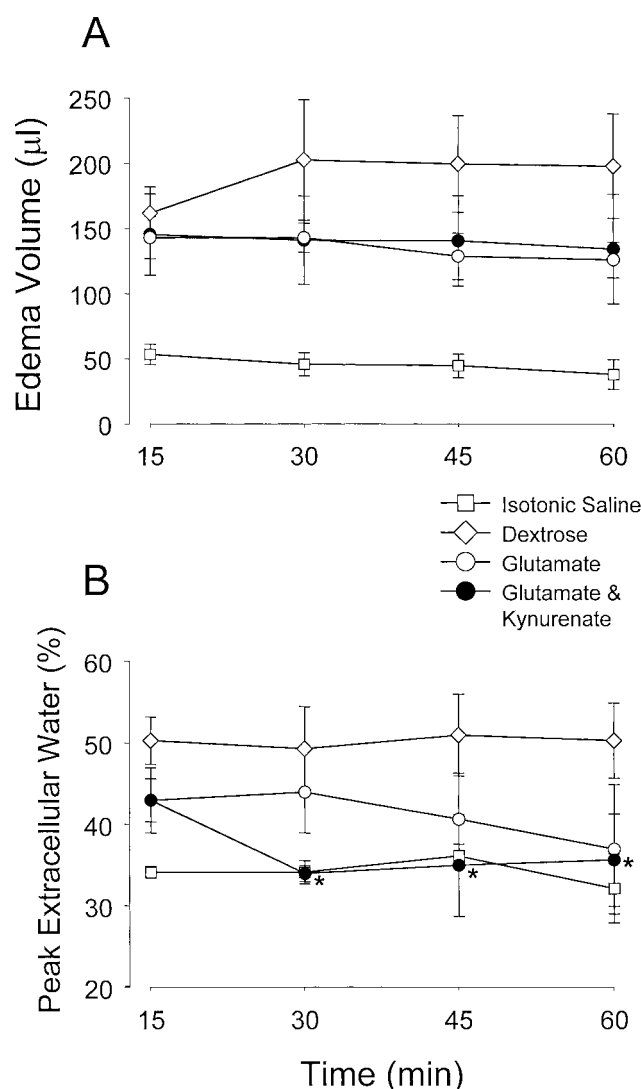 A
Edema Volume (µl)
250
200
150
100
50
0
15 30 45 60
Isotonic Saline
Dextrose
Glutamate
Glutamate &
Kynurenate
B
Peak Extracellular Water (%)
60
50
40
30
20
* * *
15 30 45 60
Time (min)